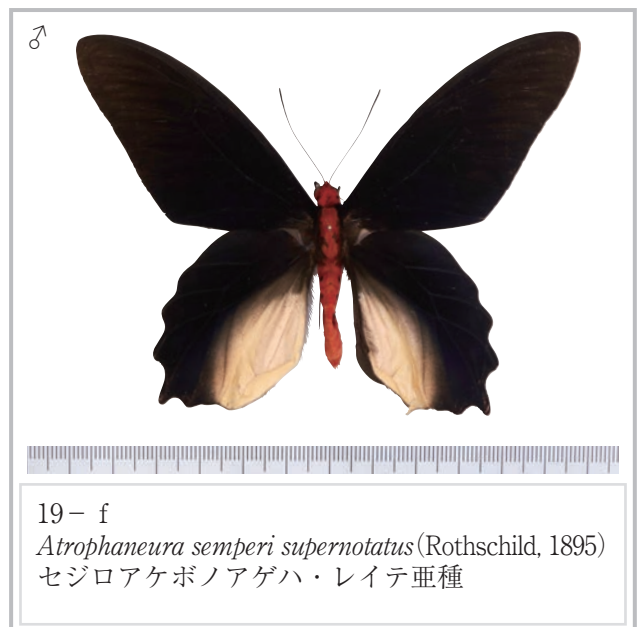 ♂
19－ f
Atrophaneura semperi supernotatus (Rothschild, 1895)
セジロアケボノアゲハ・レイテ亜種